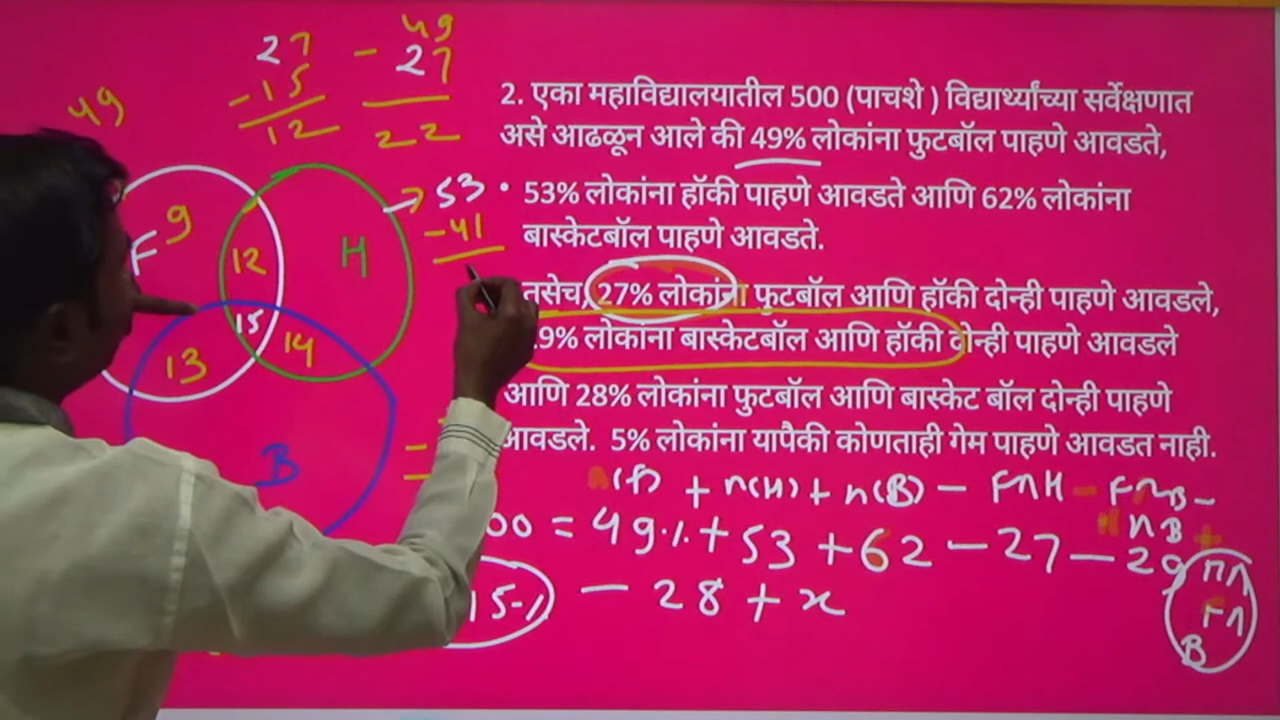 2. एका महाविद्यालयातील 500 (पाचशे ) विद्यार्थ्यांच्या सर्वेक्षणात
असे आढळून आले की 49% लोकांना फुटबॉल पाहणे आवडते,
• 53% लोकांना हॉकी पाहणे आवडते आणि 62% लोकांना
बास्केटबॉल पाहणे आवडते.
तसेच, 27% लोकांना फुटबॉल आणि हॉकी दोन्ही पाहणे आवडले,
9% लोकांना बास्केटबॉल आणि हॉकी दोन्ही पाहणे आवडले
आणि 28% लोकांना फुटबॉल आणि बास्केट बॉल दोन्ही पाहणे
आवडले. 5% लोकांना यापैकी कोणताही गेम पाहणे आवडत नाही.
49
27
- 15
12
49
- 27
22
53
- 41
F 9
12
H
15
13
14
B
n(f) + n(H) + n(B) - F∩H - F∩B -
H∩B +
00 = 49% + 53 + 62 - 27 - 29
- 28 + x
15%
B